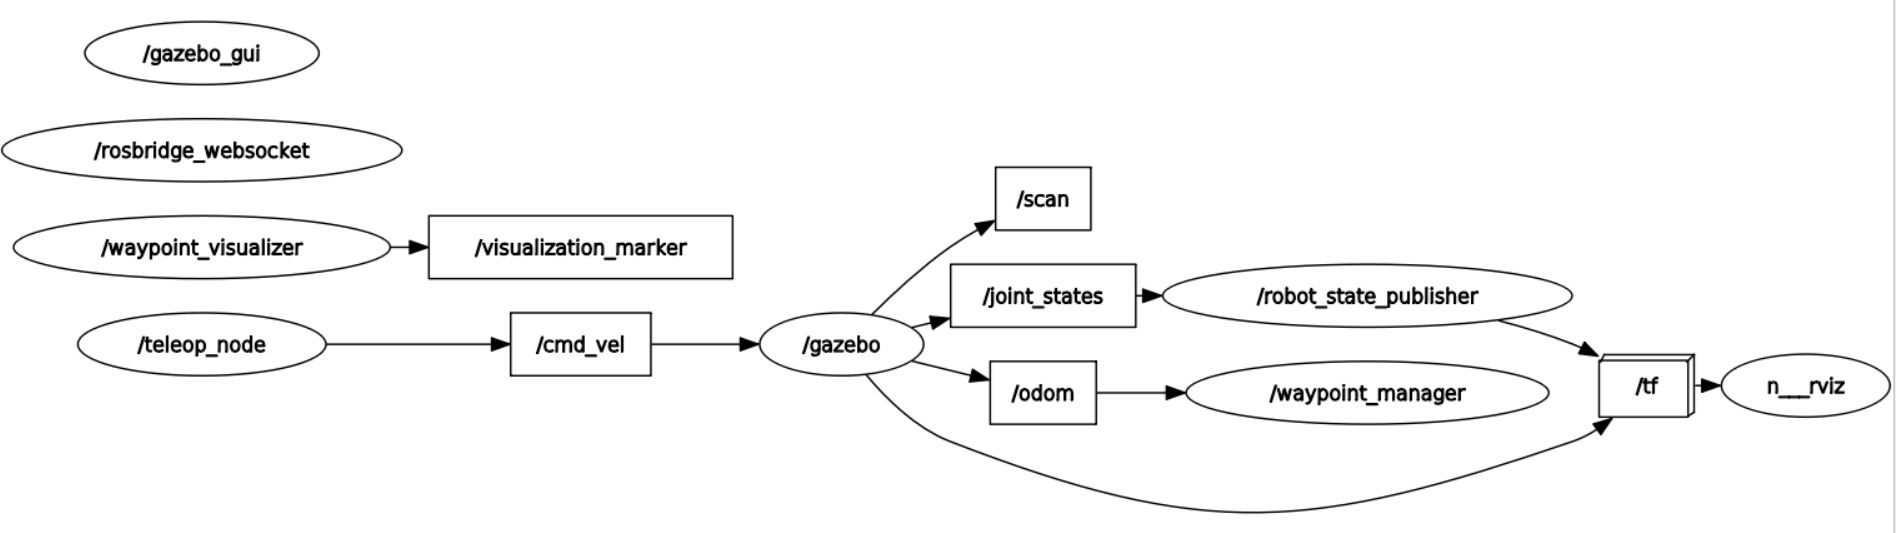 /gazebo_gui
/rosbridge_websocket
/waypoint_visualizer
/visualization_marker
/teleop_node
/cmd_vel
/gazebo
/scan
/joint_states
/odom
/robot_state_publisher
/waypoint_manager
/tf
n___rviz